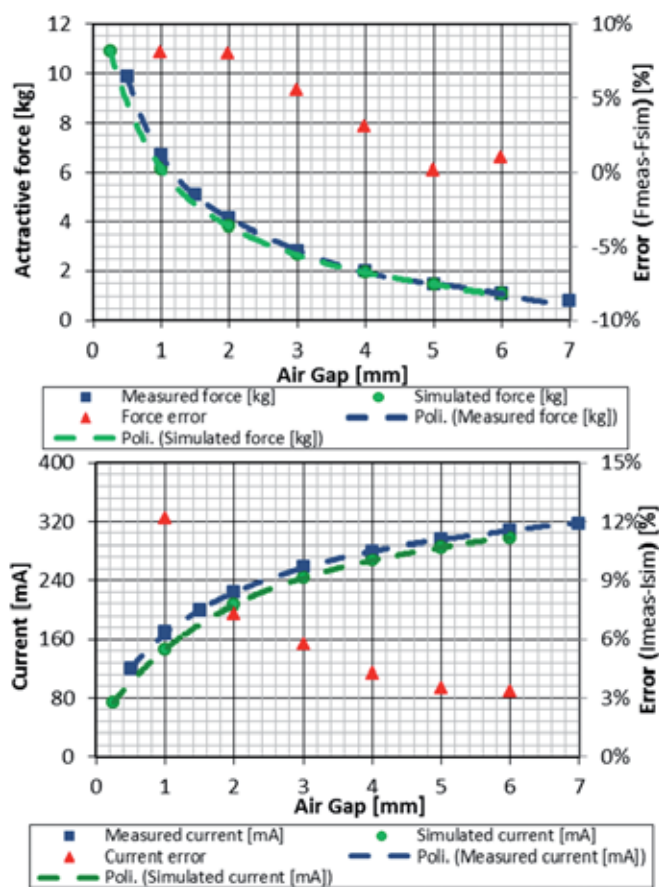 Actractive force [kg]
12
10
8
6
4
2
0
10%
5%
0%
-5%
-10%
Error (Fmeas-Fsim) [%]
0 1 2 3 4 5 6 7
Air Gap [mm]
Measured force [kg] Simulated force [kg]
Force error Poli. (Measured force [kg])
Poli. (Simulated force [kg])
Current [mA]
400
320
240
160
80
0
15%
12%
9%
6%
3%
0%
Error (Imeas-Isim) [%]
0 1 2 3 4 5 6 7
Air Gap [mm]
Measured current [mA] Simulated current [mA]
Current error Poli. (Measured current [mA])
Poli. (Simulated current [mA])